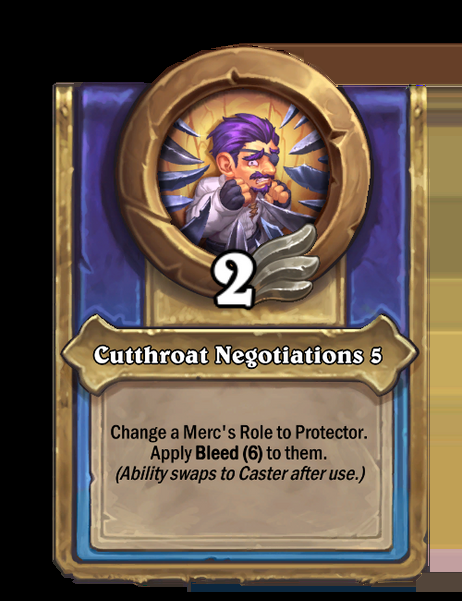 2
Cutthroat Negotiations 5
Change a Merc's Role to Protector.
Apply Bleed (6) to them.
(Ability swaps to Caster after use.)